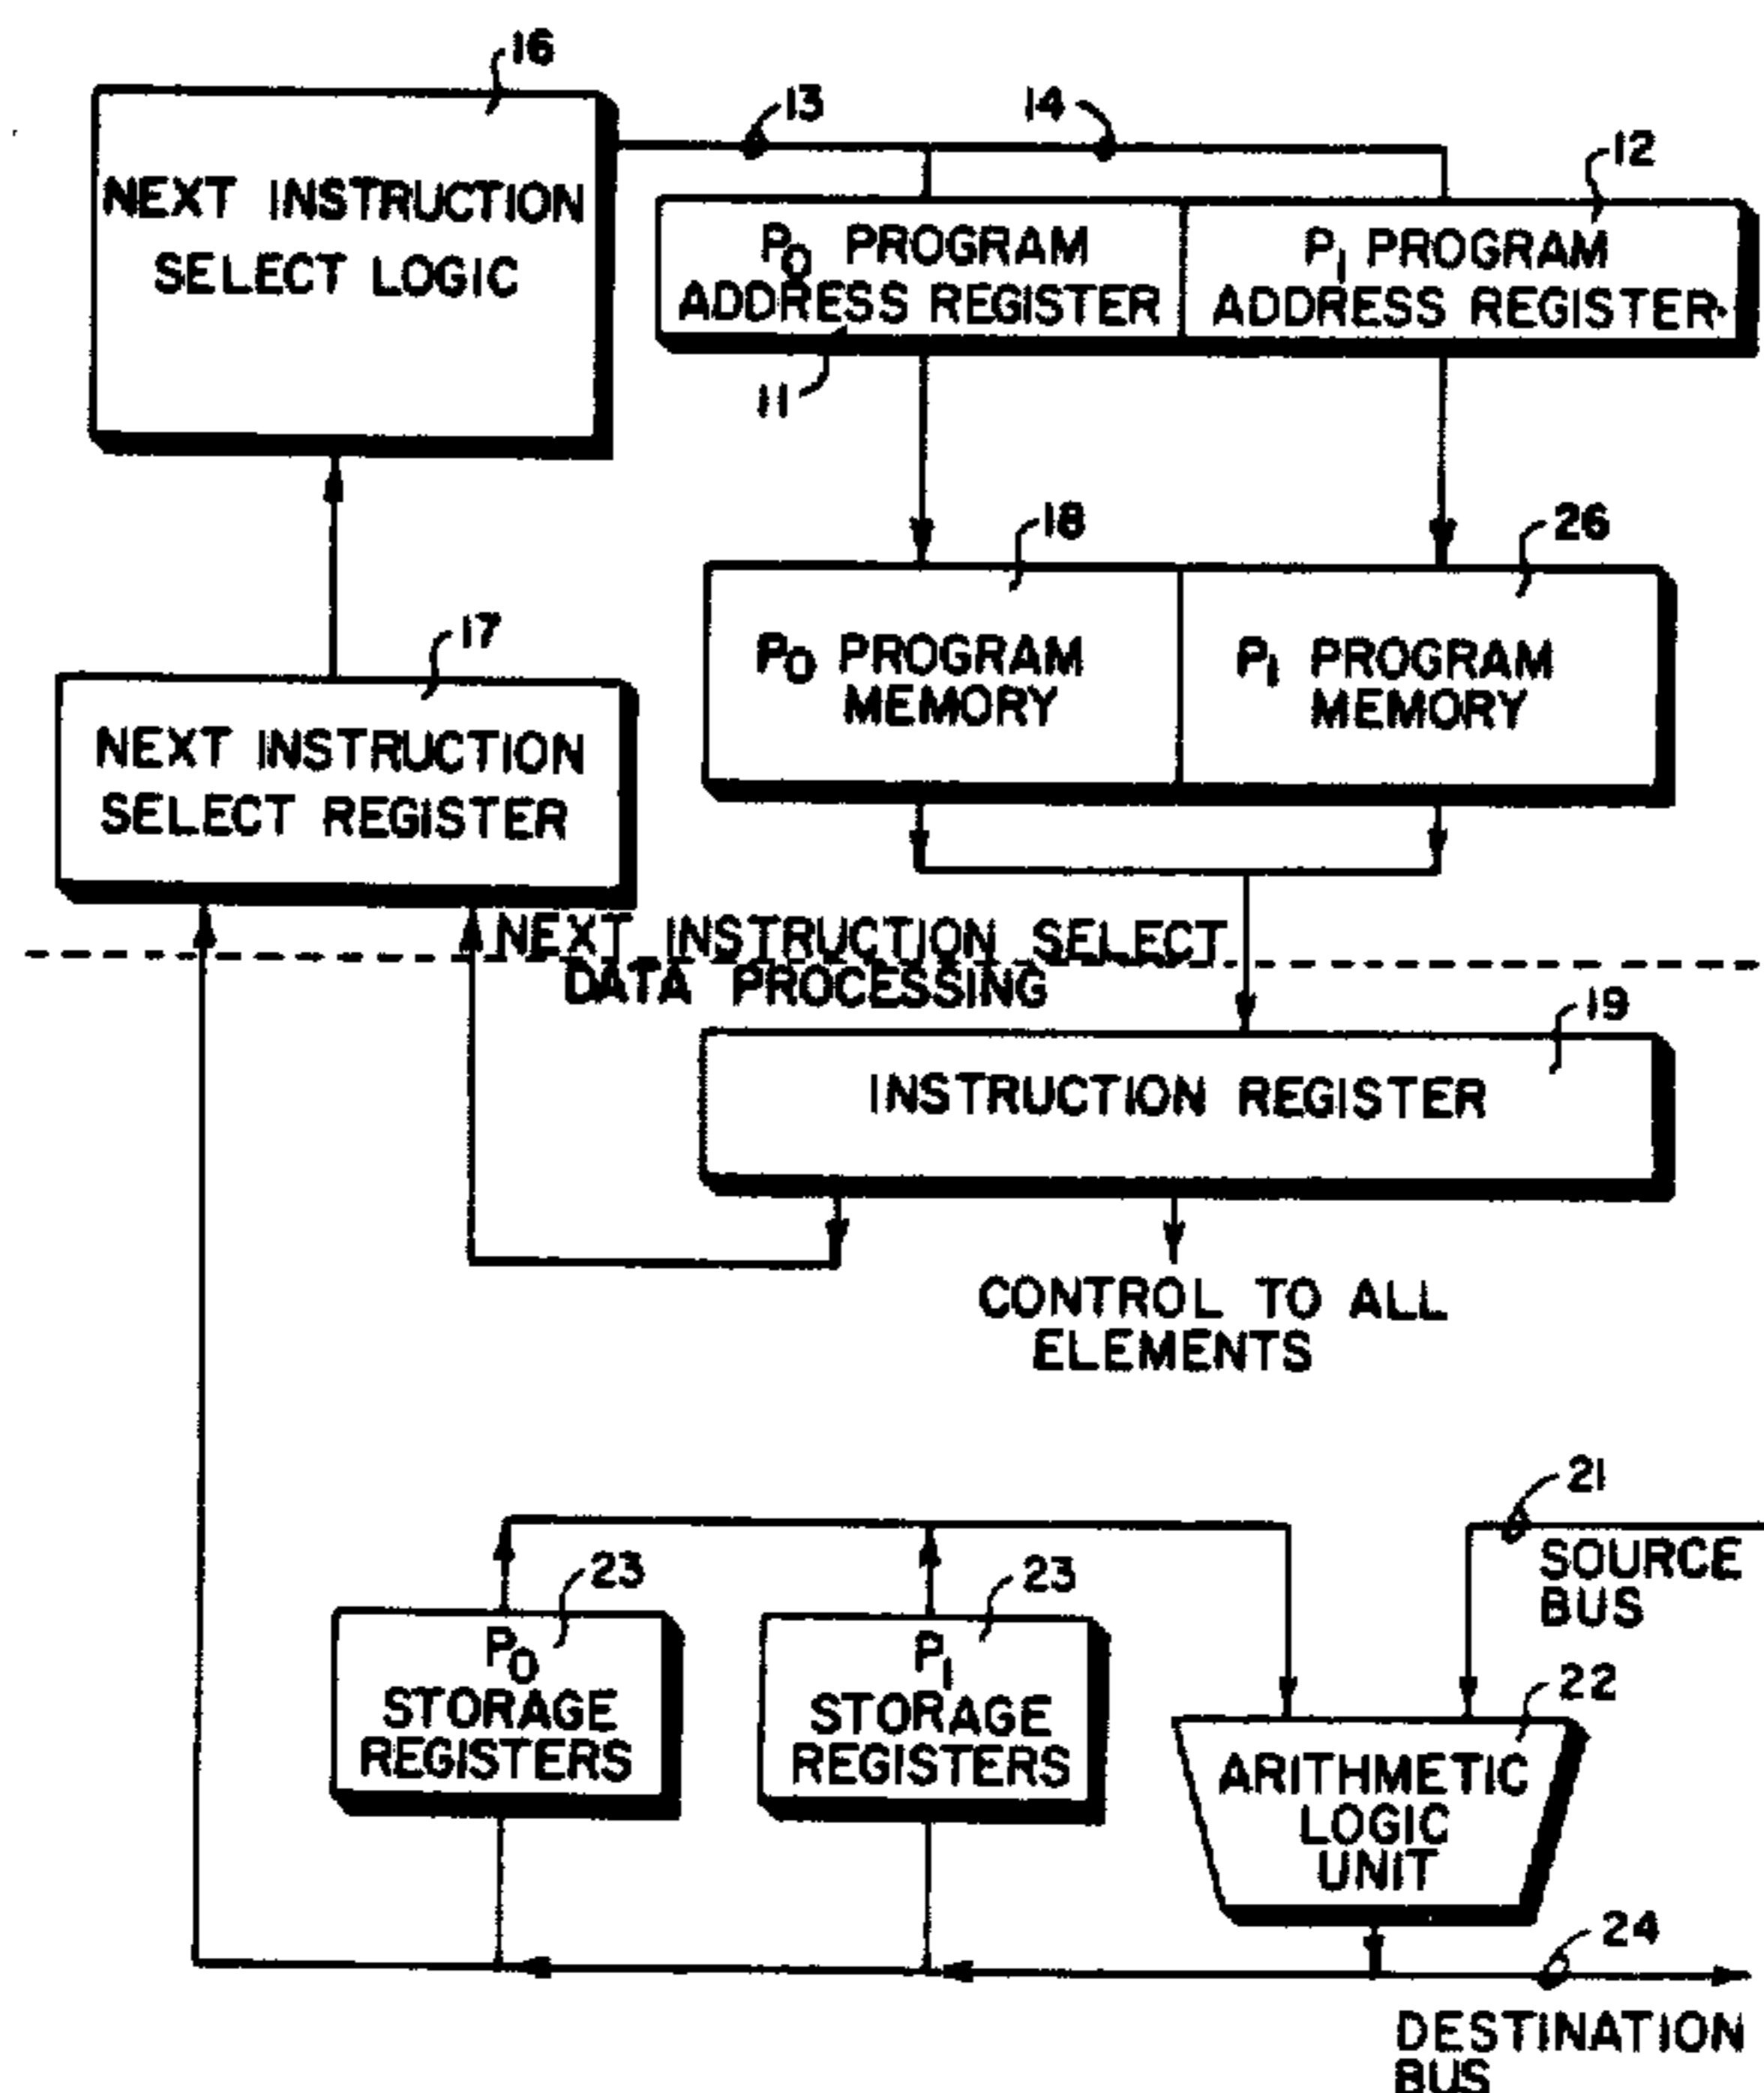 16
NEXT INSTRUCTION
SELECT LOGIC
13
14
12
P0 PROGRAM
ADDRESS REGISTER
P1 PROGRAM
ADDRESS REGISTER
11
18
26
P0 PROGRAM
MEMORY
P1 PROGRAM
MEMORY
17
NEXT INSTRUCTION
SELECT REGISTER
NEXT INSTRUCTION SELECT
DATA PROCESSING
19
INSTRUCTION REGISTER
CONTROL TO ALL
ELEMENTS
21
SOURCE
BUS
23
P0
STORAGE
REGISTERS
23
P1
STORAGE
REGISTERS
22
ARITHMETIC
LOGIC
UNIT
24
DESTINATION
BUS